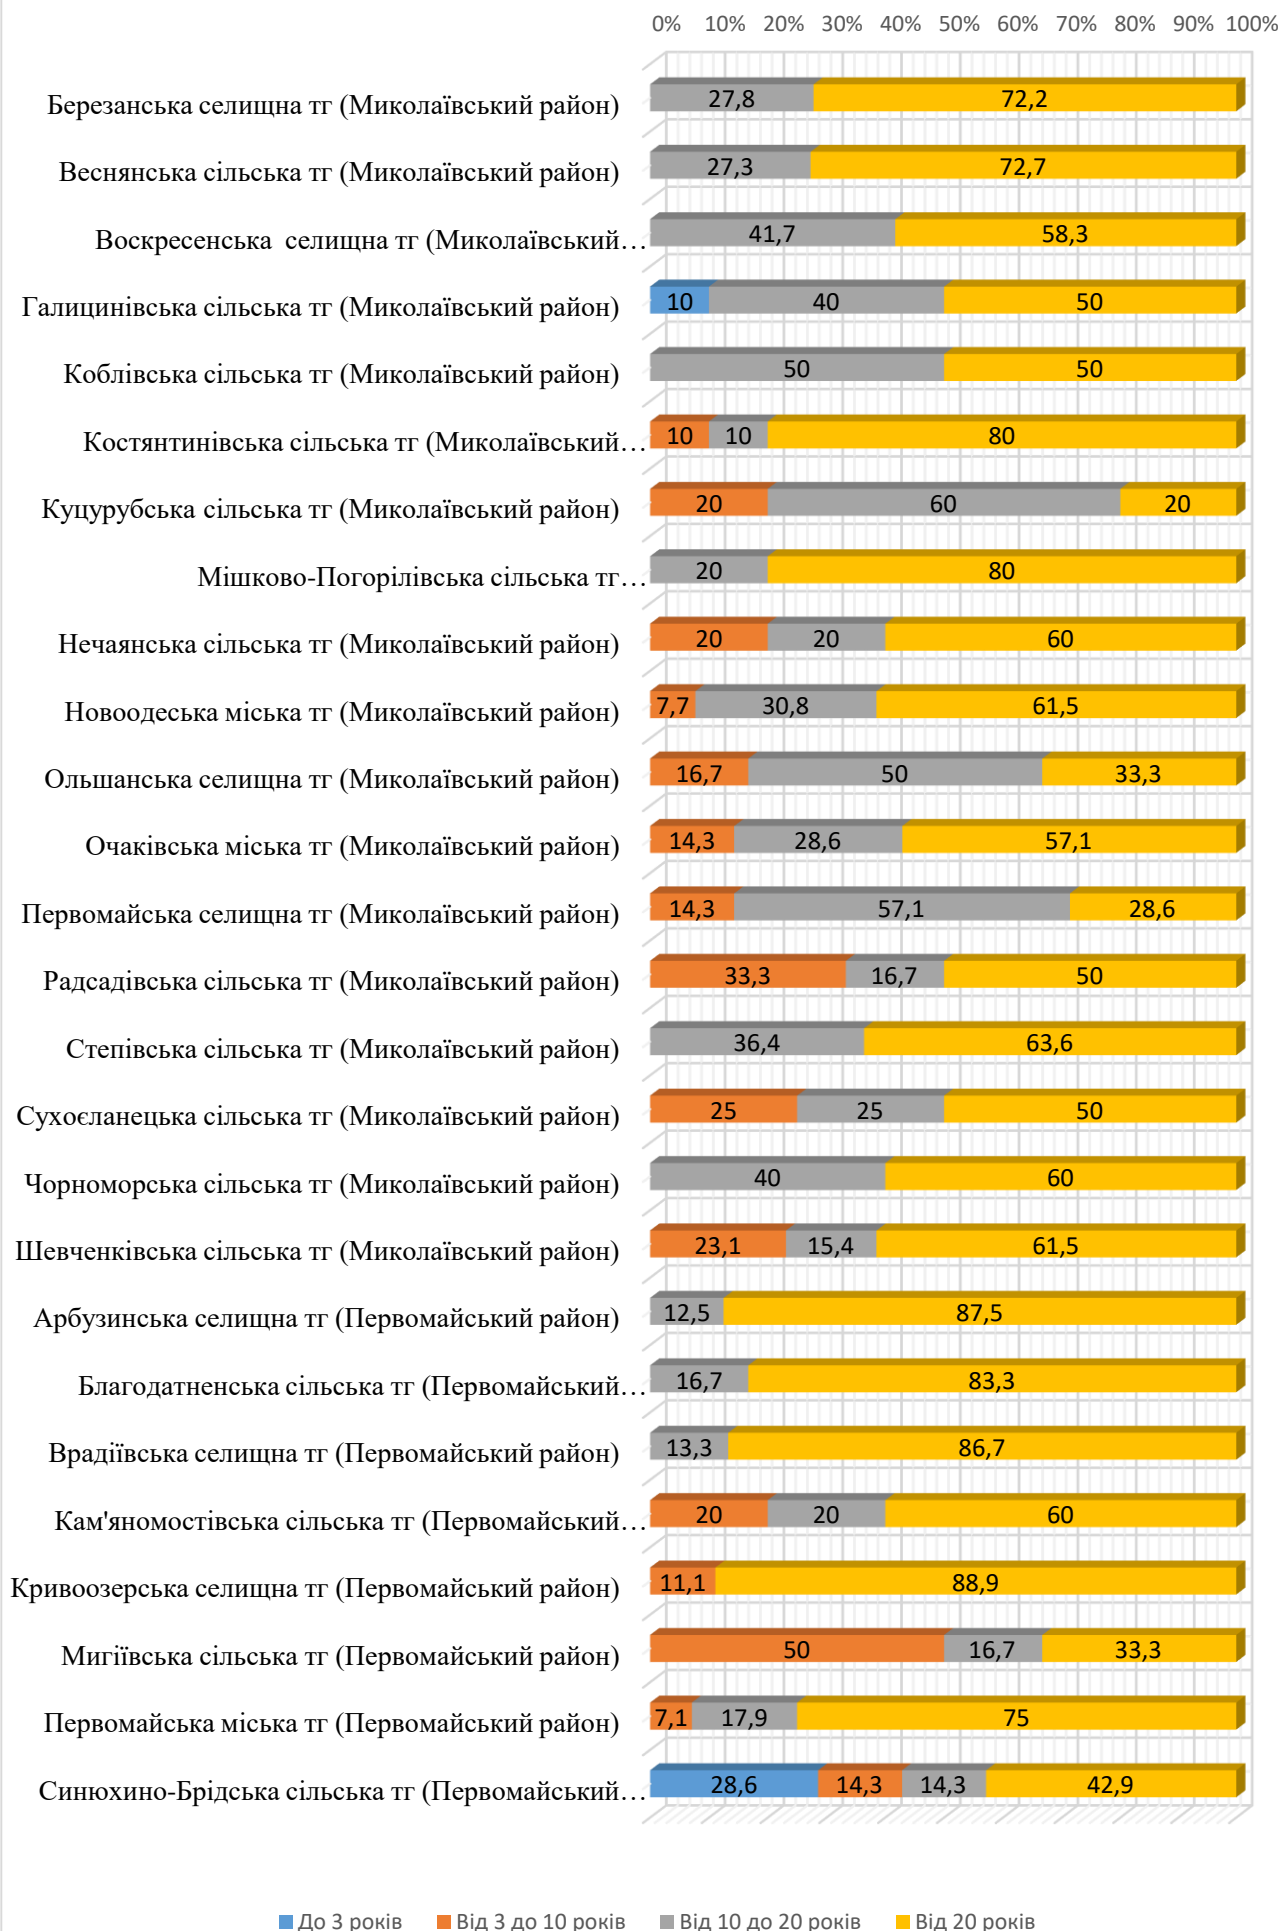 0% 10% 20% 30% 40% 50% 60% 70% 80% 90% 100%
Березанська селищна тг (Миколаївський район) 27,8 72,2
Веснянська сільська тг (Миколаївський район) 27,3 72,7
Воскресенська селищна тг (Миколаївський… 41,7 58,3
Галицинівська сільська тг (Миколаївський район) 10 40 50
Коблівська сільська тг (Миколаївський район) 50 50
Костянтинівська сільська тг (Миколаївський… 10 10 80
Куцурубська сільська тг (Миколаївський район) 20 60 20
Мішково-Погорілівська сільська тг… 20 80
Нечаянська сільська тг (Миколаївський район) 20 20 60
Новоодеська міська тг (Миколаївський район) 7,7 30,8 61,5
Ольшанська селищна тг (Миколаївський район) 16,7 50 33,3
Очаківська міська тг (Миколаївський район) 14,3 28,6 57,1
Первомайська селищна тг (Миколаївський район) 14,3 57,1 28,6
Радсадівська сільська тг (Миколаївський район) 33,3 16,7 50
Степівська сільська тг (Миколаївський район) 36,4 63,6
Сухоєланецька сільська тг (Миколаївський район) 25 25 50
Чорноморська сільська тг (Миколаївський район) 40 60
Шевченківська сільська тг (Миколаївський район) 23,1 15,4 61,5
Арбузинська селищна тг (Первомайський район) 12,5 87,5
Благодатненська сільська тг (Первомайський… 16,7 83,3
Врадіївська селищна тг (Первомайський район) 13,3 86,7
Кам'яномостівська сільська тг (Первомайський… 20 20 60
Кривоозерська селищна тг (Первомайський район) 11,1 88,9
Мигіївська сільська тг (Первомайський район) 50 16,7 33,3
Первомайська міська тг (Первомайський район) 7,1 17,9 75
Синюхино-Брідська сільська тг (Первомайський… 28,6 14,3 14,3 42,9
До 3 років Від 3 до 10 років Від 10 до 20 років Від 20 років